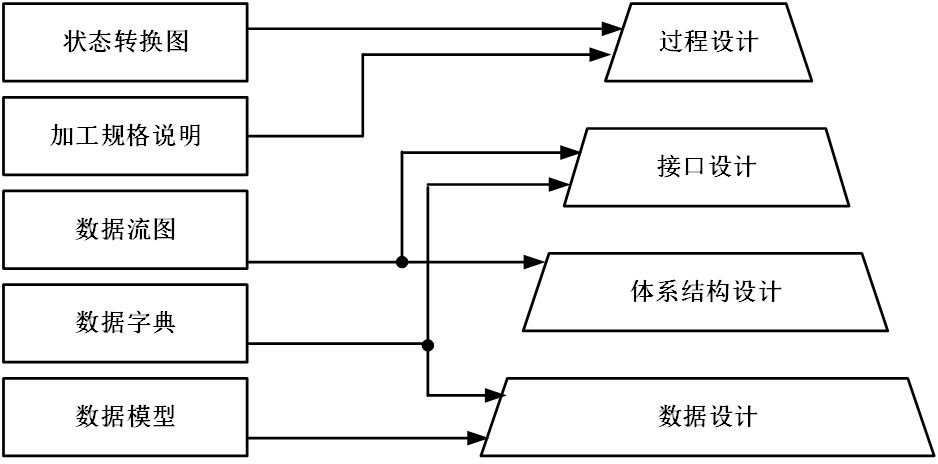 状态转换图
过程设计
加工规格说明
接口设计
数据流图
体系结构设计
数据字典
数据模型
数据设计